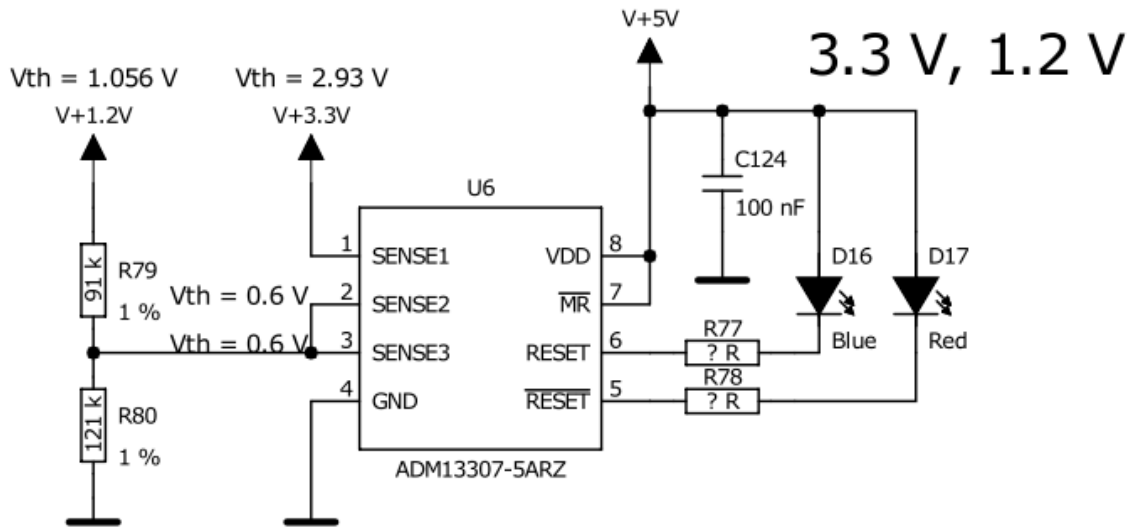 V+5V
3.3 V, 1.2 V
Vth = 1.056 V
Vth = 2.93 V
V+1.2V
V+3.3V
C124
100 nF
U6
D16
D17
1
SENSE1
VDD
8
91 k
R79
1 %
Vth = 0.6 V
2
SENSE2
MR
7
R77
Blue
Red
Vth = 0.6 V
3
SENSE3
RESET
6
? R
R78
4
GND
RESET
5
? R
121 k
R80
1 %
ADM13307-5ARZ